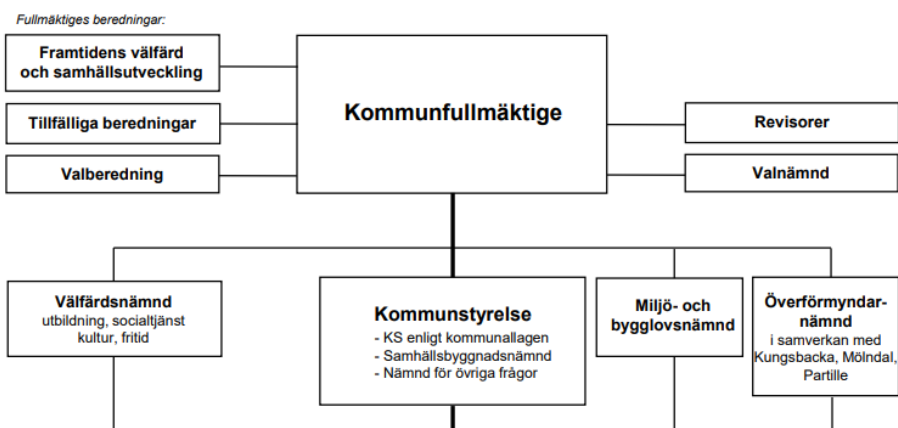 Fullmäktiges beredningar:
Framtidens välfärd
och samhällsutveckling
Tillfälliga beredningar
Valberedning
Kommunfullmäktige
Revisorer
Valnämnd
Välfärdsnämnd
utbildning, socialtjänst
kultur, fritid
Kommunstyrelse
- KS enligt kommunallagen
- Samhällsbyggnadsnämnd
- Nämnd för övriga frågor
Miljö- och
bygglovsnämnd
Överförmyndar-
nämnd
i samverkan med
Kungsbacka, Mölndal,
Partille